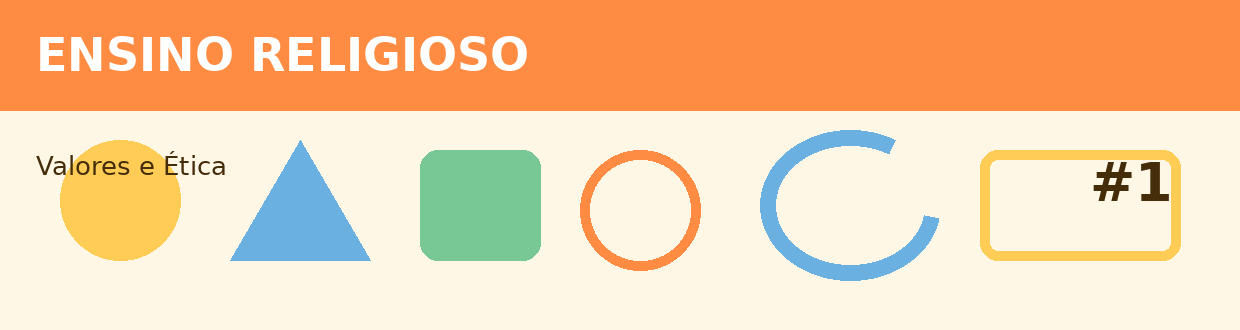 ENSINO RELIGIOSO
Valores e Ética
#1